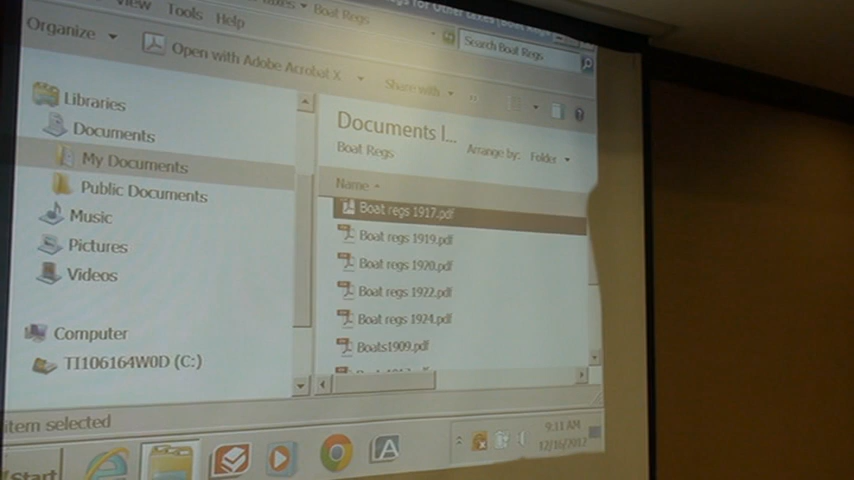 View Tools Help
Boat Regs
Search Boat Regs
Organize
Open with Adobe Acrobat X
Share with
Libraries
Documents
My Documents
Public Documents
Music
Pictures
Videos
Computer
TI106164W0D (C:)
Documents l...
Boat Regs
Arrange by: Folder
Name
Boat regs 1917.pdf
Boat regs 1919.pdf
Boat regs 1920.pdf
Boat regs 1922.pdf
Boat regs 1924.pdf
Boats1909.pdf
item selected
Start
9:11 AM
12/16/2012